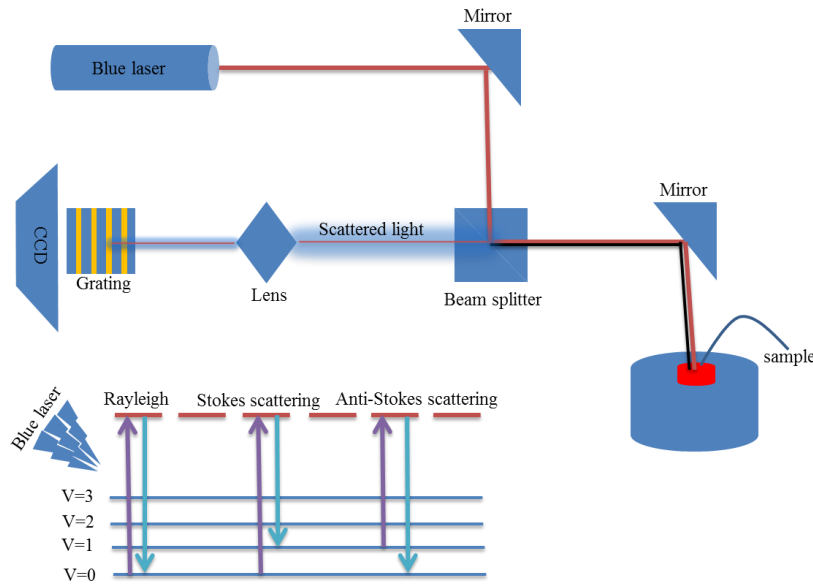 Mirror
Blue laser
Mirror
CCD
Scattered light
Grating
Lens
Beam splitter
sample
Blue laser
Rayleigh
Stokes scattering
Anti-Stokes scattering
V=3
V=2
V=1
V=0